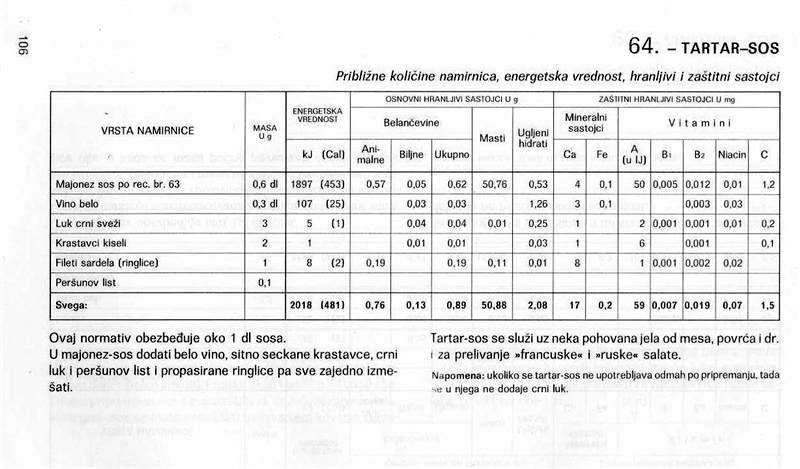 106
64. – TARTAR–SOS
Približne količine namirnica, energetska vrednost, hranljivi i zaštitni sastojci
VRSTA NAMIRNICE MASA U g ENERGETSKA VREDNOST OSNOVNI HRANLJIVI SASTOJCI U g ZAŠTITNI HRANLJIVI SASTOJCI U mg
Belančevine Masti Ugljeni hidrati Mineralni sastojci Vitamini
kJ (Cal) Ani-malne Biljne Ukupno Ca Fe A (u IJ) B1 B2 Niacin C
Majonez sos po rec. br. 63 0,6 dl 1897 (453) 0,57 0,05 0,62 50,76 0,53 4 0,1 50 0,005 0,012 0,01 1,2
Vino belo 0,3 dl 107 (25) 0,03 0,03 1,26 3 0,1 0,003 0,03
Luk crni sveži 3 5 (1) 0,04 0,04 0,01 0,25 1 2 0,001 0,001 0,01 0,2
Krastavci kiseli 2 1 0,01 0,01 0,03 1 6 0,001 0,1
Fileti sardela (ringlice) 1 8 (2) 0,19 0,19 0,11 0,01 8 1 0,001 0,002 0,02
Peršunov list 0,1
Svega: 2018 (481) 0,76 0,13 0,89 50,88 2,08 17 0,2 59 0,007 0,019 0,07 1,5
Ovaj normativ obezbeđuje oko 1 dl sosa.
U majonez-sos dodati belo vino, sitno seckane krastavce, crni
luk i peršunov list i propasirane ringlice pa sve zajedno izme-
šati.
Tartar-sos se služi uz neka pohovana jela od mesa, povrća i dr.
i za prelivanje »francuske« i »ruske« salate.
Napomena: ukoliko se tartar-sos ne upotrebljava odmah po pripremanju, tada
se u njega ne dodaje crni luk.